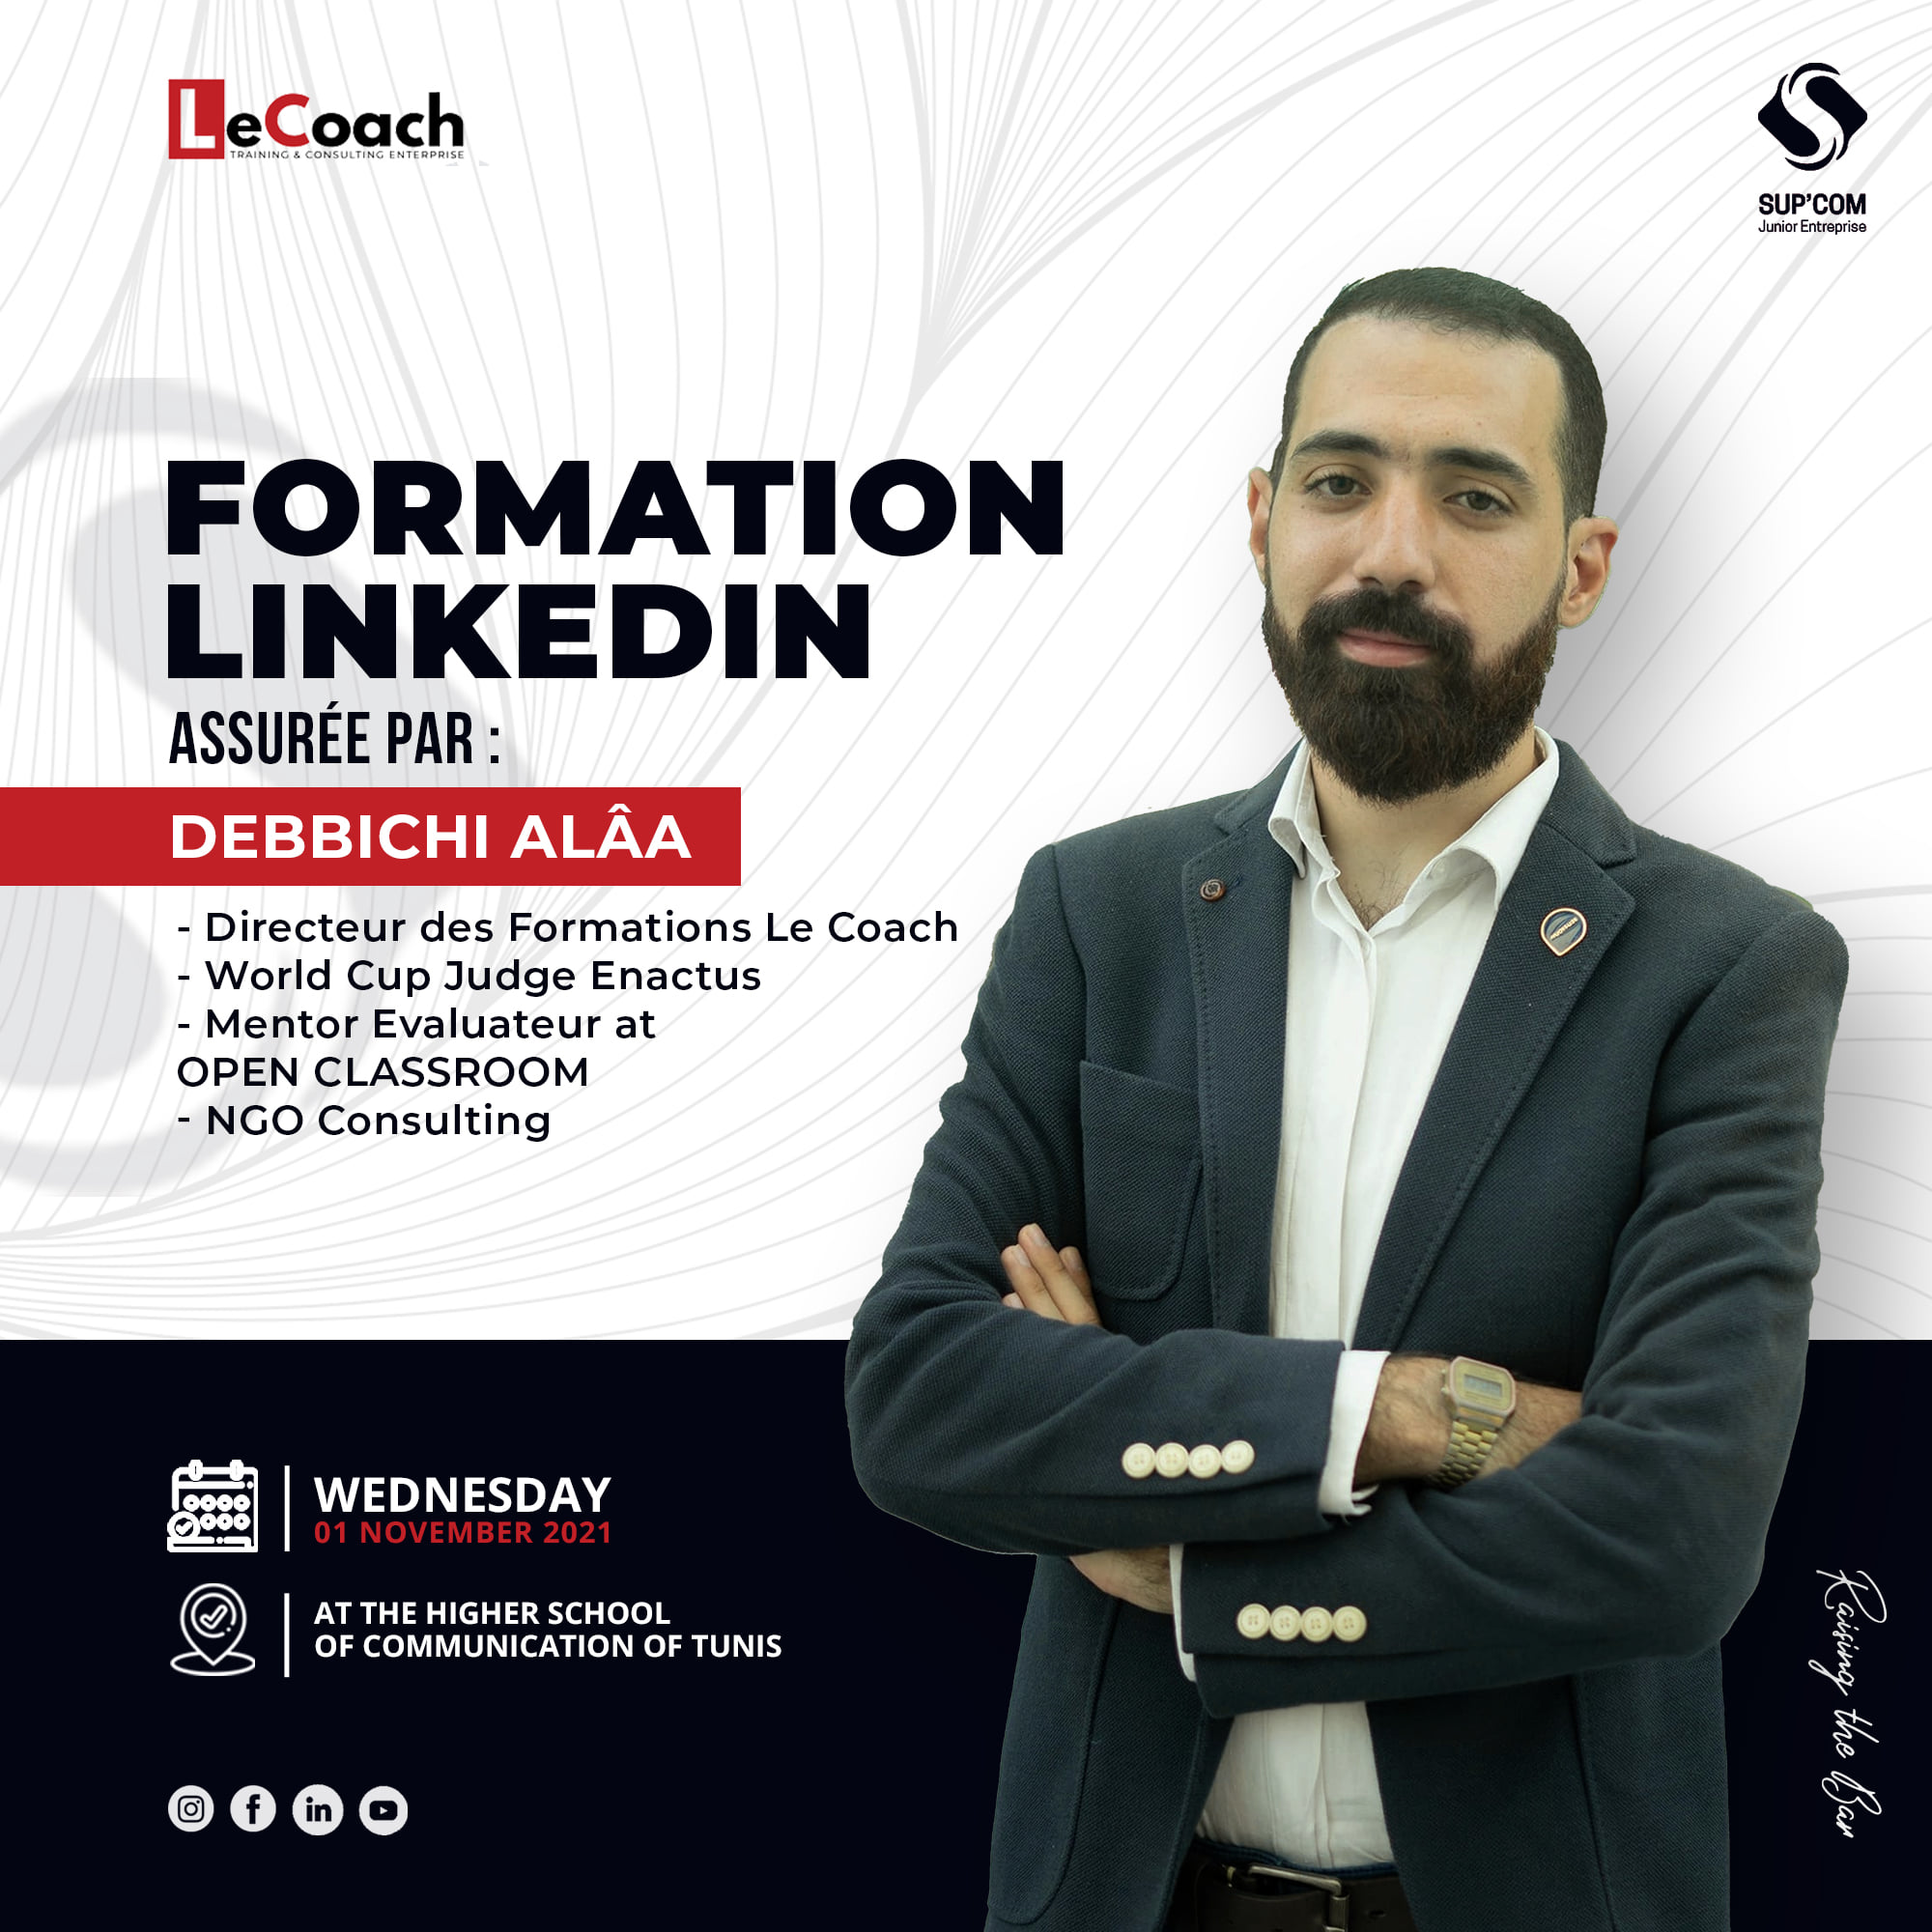 LeCoach
TRAINING & CONSULTING ENTERPRISE
SUP'COM
Junior Entreprise
FORMATION
LINKEDIN
ASSURÉE PAR :
DEBBICHI ALÂA
- Directeur des Formations Le Coach
- World Cup Judge Enactus
- Mentor Evaluateur at
OPEN CLASSROOM
- NGO Consulting
WEDNESDAY
01 NOVEMBER 2021
AT THE HIGHER SCHOOL
OF COMMUNICATION OF TUNIS
Raising the Bar